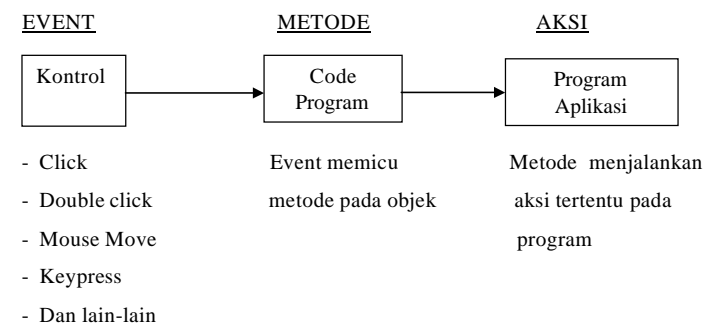 EVENT
METODE
AKSI
Kontrol
Code
Program
Program
Aplikasi
- Click
- Double click
- Mouse Move
- Keypress
- Dan lain-lain
Event memicu
metode pada objek
Metode menjalankan
aksi tertentu pada
program